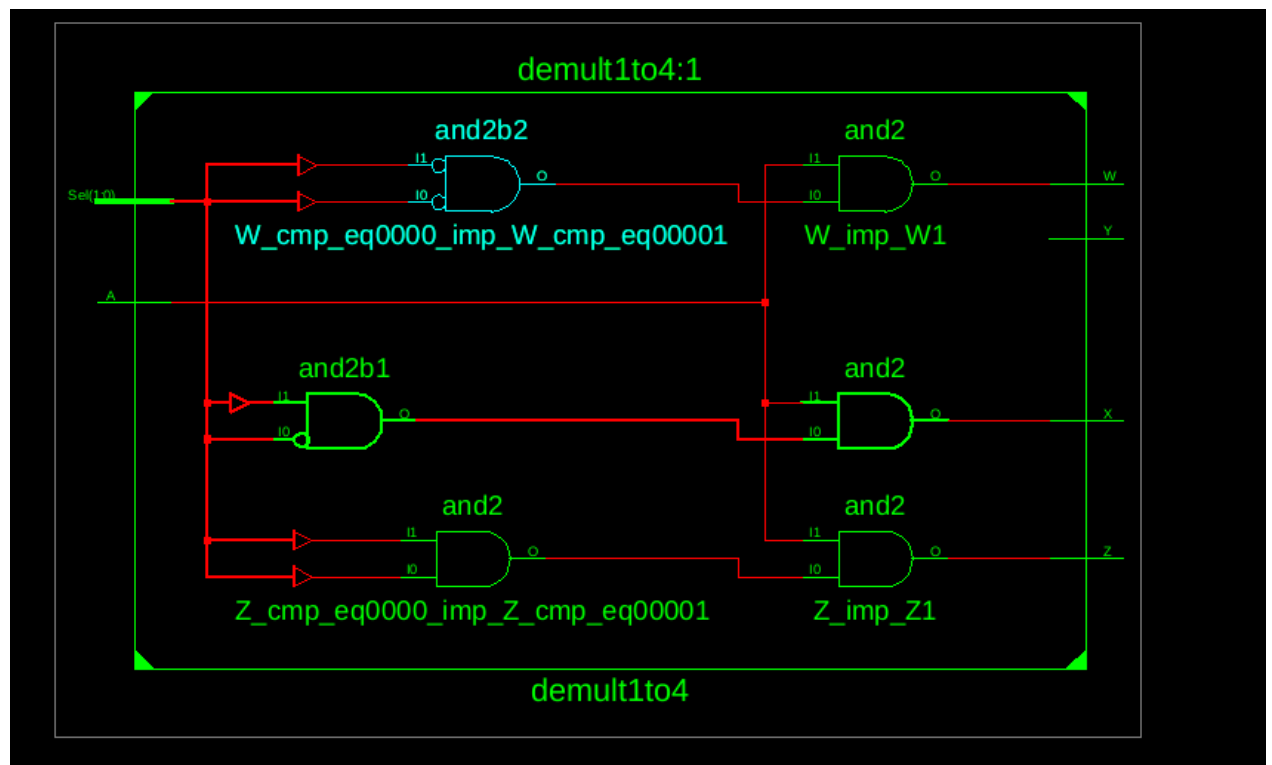 demult1to4:1
and2b2
and2
I1
O
I1
O
W
Sel(1:0)
I0
I0
W_cmp_eq0000_imp_W_cmp_eq00001
W_imp_W1
Y
A
and2b1
and2
I1
O
I1
O
X
I0
I0
and2
and2
I1
O
I1
O
Z
I0
I0
Z_cmp_eq0000_imp_Z_cmp_eq00001
Z_imp_Z1
demult1to4